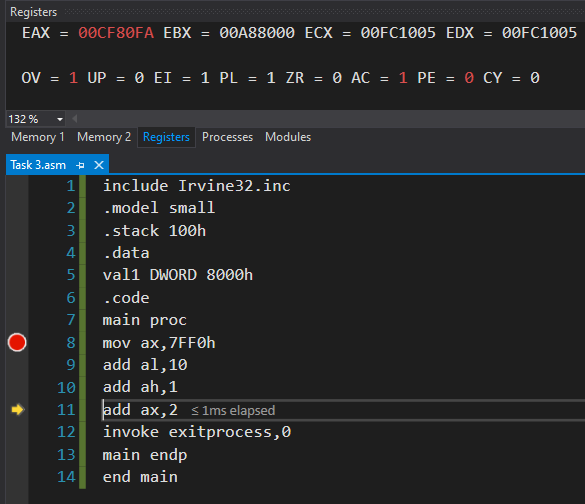 Registers
EAX = 00CF80FA EBX = 00A88000 ECX = 00FC1005 EDX = 00FC1005
OV = 1 UP = 0 EI = 1 PL = 1 ZR = 0 AC = 1 PE = 0 CY = 0
132 %
Memory 1 Memory 2 Registers Processes Modules
Task 3.asm
1 include Irvine32.inc
2 .model small
3 .stack 100h
4 .data
5 val1 DWORD 8000h
6 .code
7 main proc
8 mov ax,7FF0h
9 add al,10
10 add ah,1
11 add ax,2 ≤ 1ms elapsed
12 invoke exitprocess,0
13 main endp
14 end main